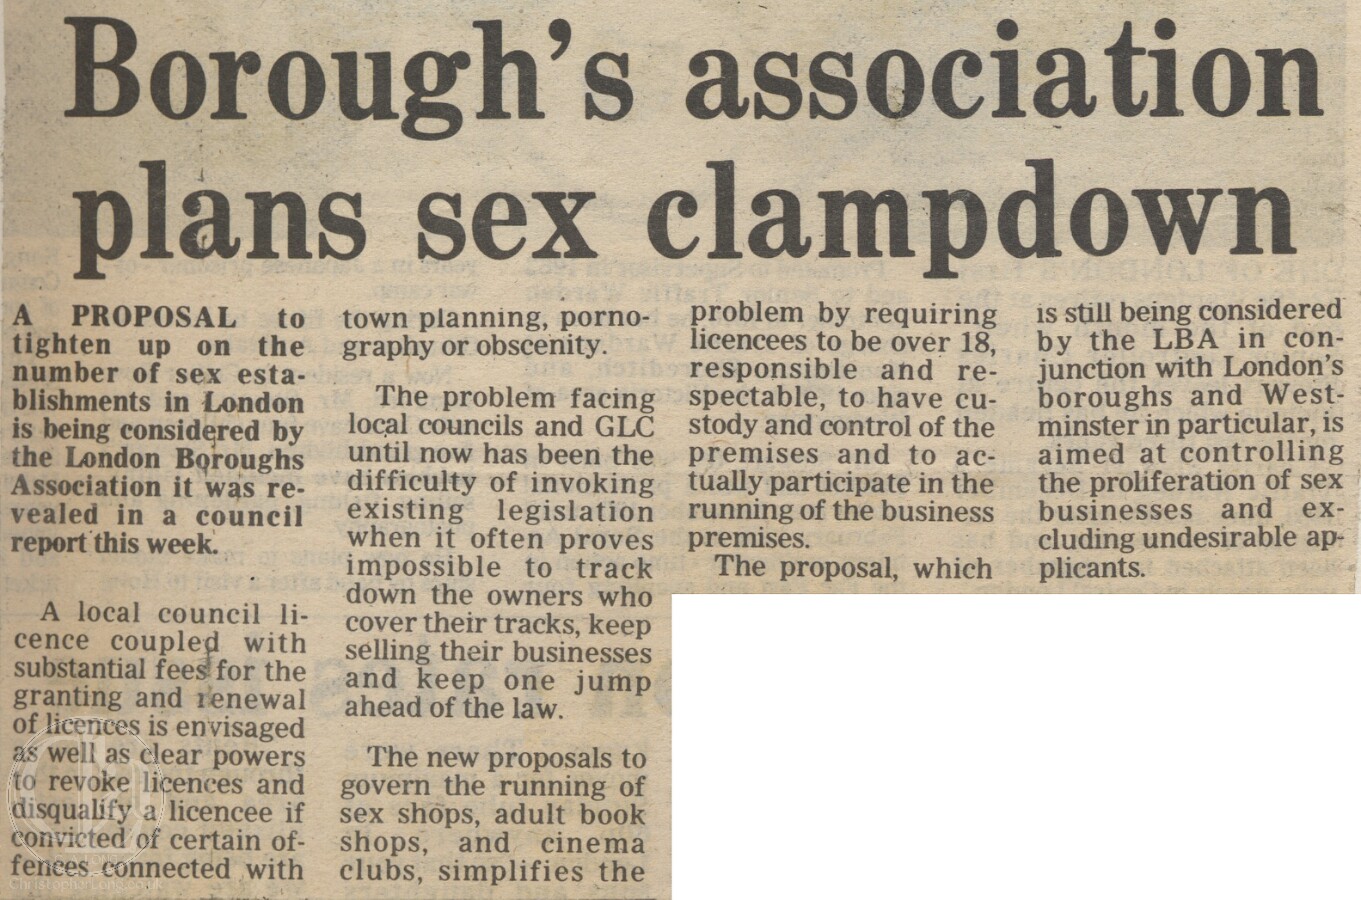 Borough's association
plans sex clampdown
A PROPOSAL to
tighten up on the
number of sex esta-
blishments in London
is being considered by
the London Boroughs
Association it was re-
vealed in a council
report this week.
A local council li-
cence coupled with
substantial fees for the
granting and renewal
of licences is envisaged
as well as clear powers
to revoke licences and
disqualify a licencee if
convicted of certain of-
fences connected with
town planning, porno-
graphy or obscenity.
The problem facing
local councils and GLC
until now has been the
difficulty of invoking
existing legislation
when it often proves
impossible to track
down the owners who
cover their tracks, keep
selling their businesses
and keep one jump
ahead of the law.
The new proposals to
govern the running of
sex shops, adult book
shops, and cinema
clubs, simplifies the
problem by requiring
licencees to be over 18,
responsible and re-
spectable, to have cu-
stody and control of the
premises and to ac-
tually participate in the
running of the business
premises.
The proposal, which
is still being considered
by the LBA in con-
junction with London's
boroughs and West-
minster in particular, is
aimed at controlling
the proliferation of sex
businesses and ex-
cluding undesirable ap-
plicants.
ChristopherLong.co.uk